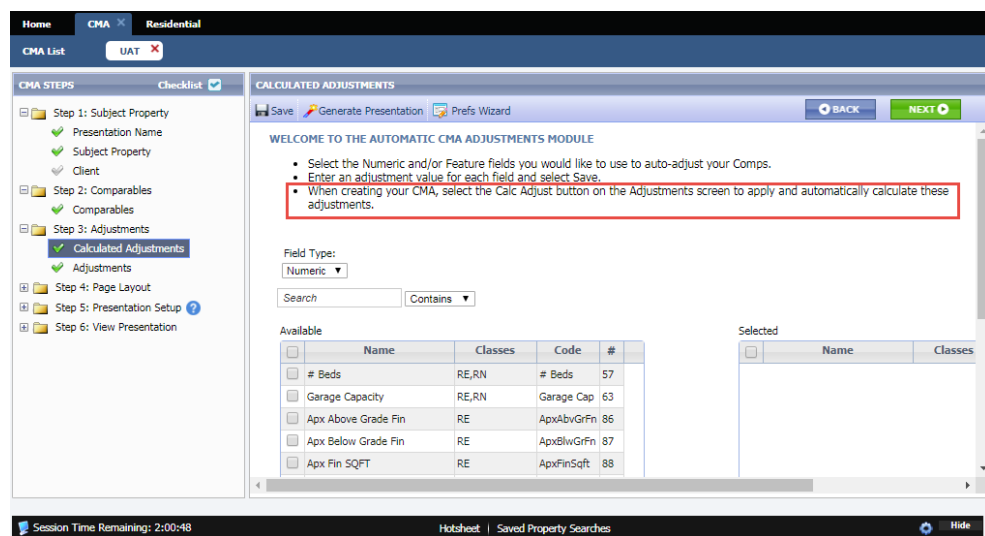 Home CMA Residential
CMA List UAT
CMA STEPS Checklist
Step 1: Subject Property
Presentation Name
Subject Property
Client
Step 2: Comparables
Comparables
Step 3: Adjustments
Calculated Adjustments
Adjustments
Step 4: Page Layout
Step 5: Presentation Setup ?
Step 6: View Presentation
CALCULATED ADJUSTMENTS
Save Generate Presentation Prefs Wizard BACK NEXT
WELCOME TO THE AUTOMATIC CMA ADJUSTMENTS MODULE
• Select the Numeric and/or Feature fields you would like to use to auto-adjust your Comps.
• Enter an adjustment value for each field and select Save.
• When creating your CMA, select the Calc Adjust button on the Adjustments screen to apply and automatically calculate these
adjustments.
Field Type:
Numeric
Search Contains
Available
Name Classes Code #
# Beds RE,RN # Beds 57
Garage Capacity RE,RN Garage Cap 63
Apx Above Grade Fin RE ApxAbvGrFn 86
Apx Below Grade Fin RE ApxBlwGrFn 87
Apx Fin SQFT RE ApxFinSqft 88
Selected
Name Classes
Session Time Remaining: 2:00:48 Hotsheet | Saved Property Searches Hide